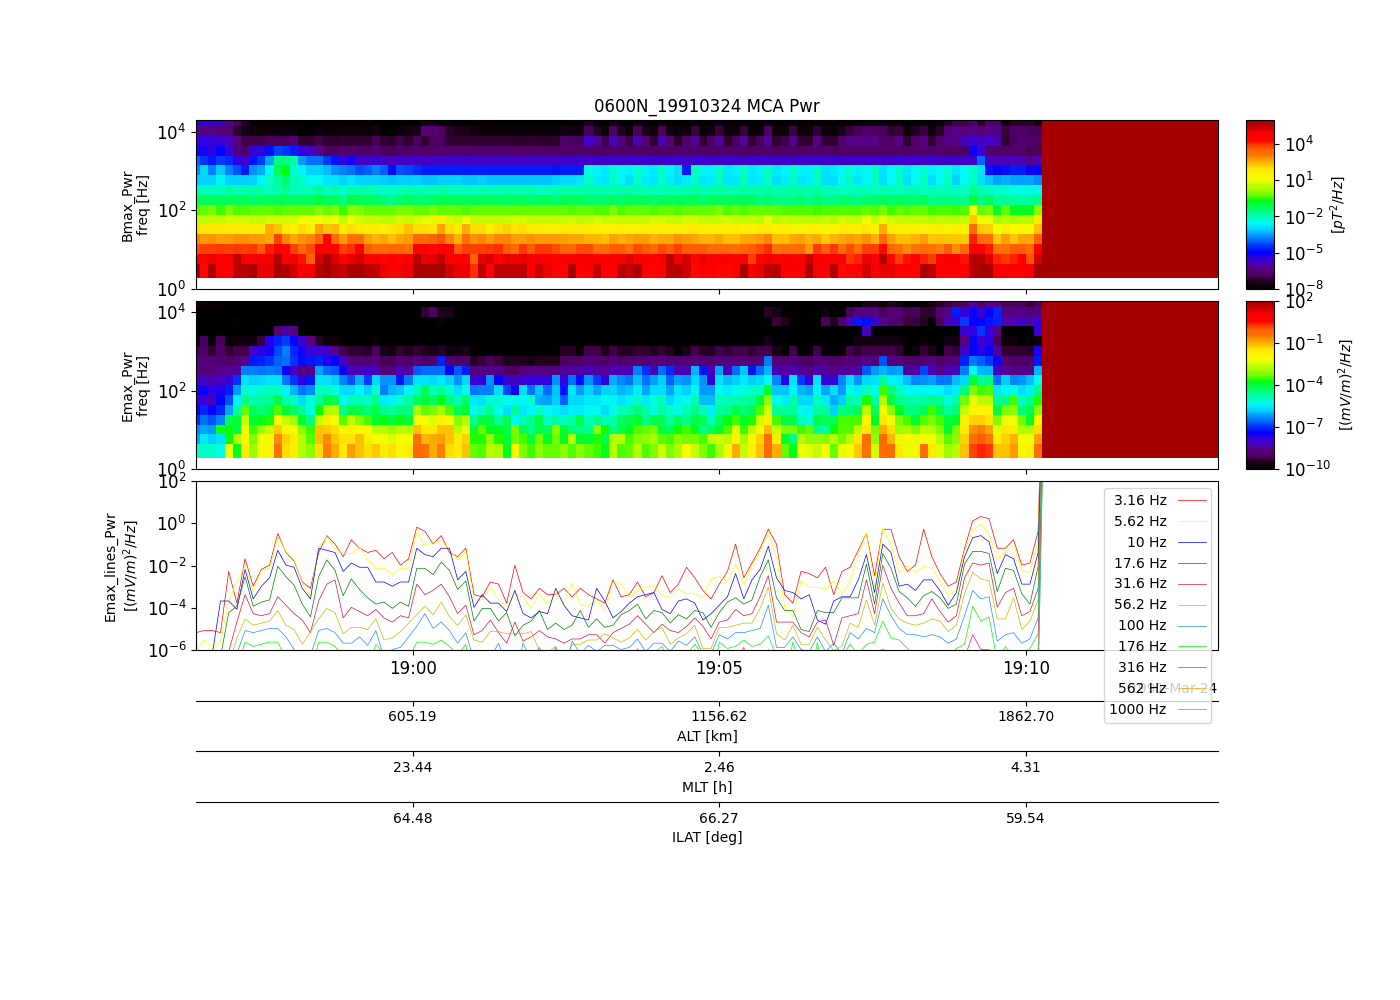 0600N_19910324 MCA Pwr
10^4
10^2
10^0
Bmax_Pwr
freq [Hz]
10^4
10^1
10^-2
10^-5
10^-8
[pT^2/Hz]
10^4
10^2
10^0
Emax_Pwr
freq [Hz]
10^2
10^-1
10^-4
10^-7
10^-10
[(mV/m)^2/Hz]
10^2
10^0
10^-2
10^-4
10^-6
Emax_lines_Pwr
[(mV/m)^2/Hz]
3.16 Hz
5.62 Hz
10 Hz
17.6 Hz
31.6 Hz
56.2 Hz
100 Hz
176 Hz
316 Hz
562 Hz
1000 Hz
19:00 19:05 19:10
-Mar 24
605.19 1156.62 1862.70
ALT [km]
23.44 2.46 4.31
MLT [h]
64.48 66.27 59.54
ILAT [deg]